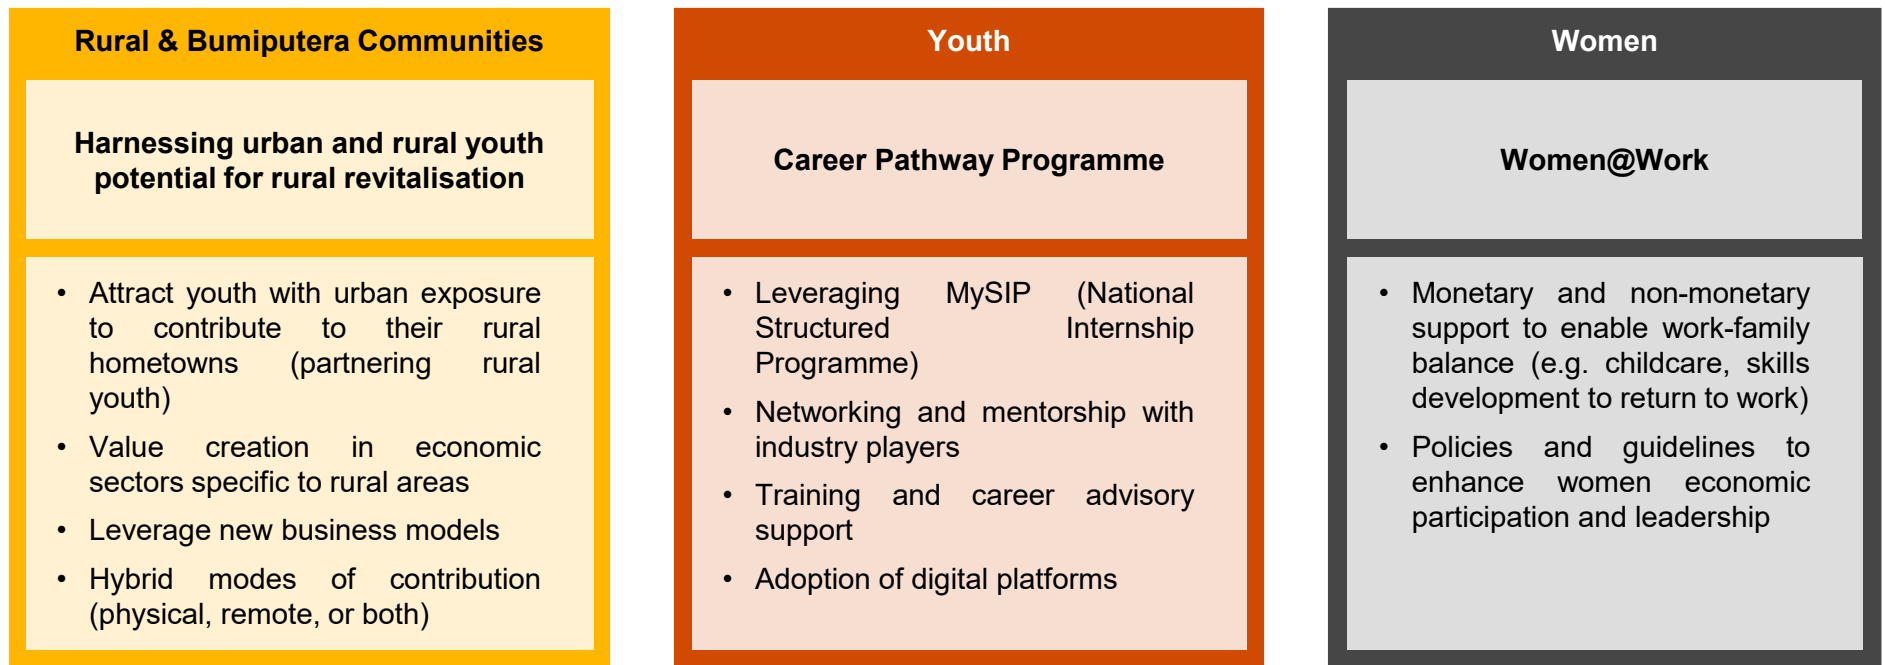 Rural & Bumiputera Communities
Harnessing urban and rural youth
potential for rural revitalisation
• Attract youth with urban exposure
to contribute to their rural
hometowns (partnering rural
youth)
• Value creation in economic
sectors specific to rural areas
• Leverage new business models
• Hybrid modes of contribution
(physical, remote, or both)
Youth
Career Pathway Programme
• Leveraging MySIP (National
Structured Internship
Programme)
• Networking and mentorship with
industry players
• Training and career advisory
support
• Adoption of digital platforms
Women
Women@Work
• Monetary and non-monetary
support to enable work-family
balance (e.g. childcare, skills
development to return to work)
• Policies and guidelines to
enhance women economic
participation and leadership